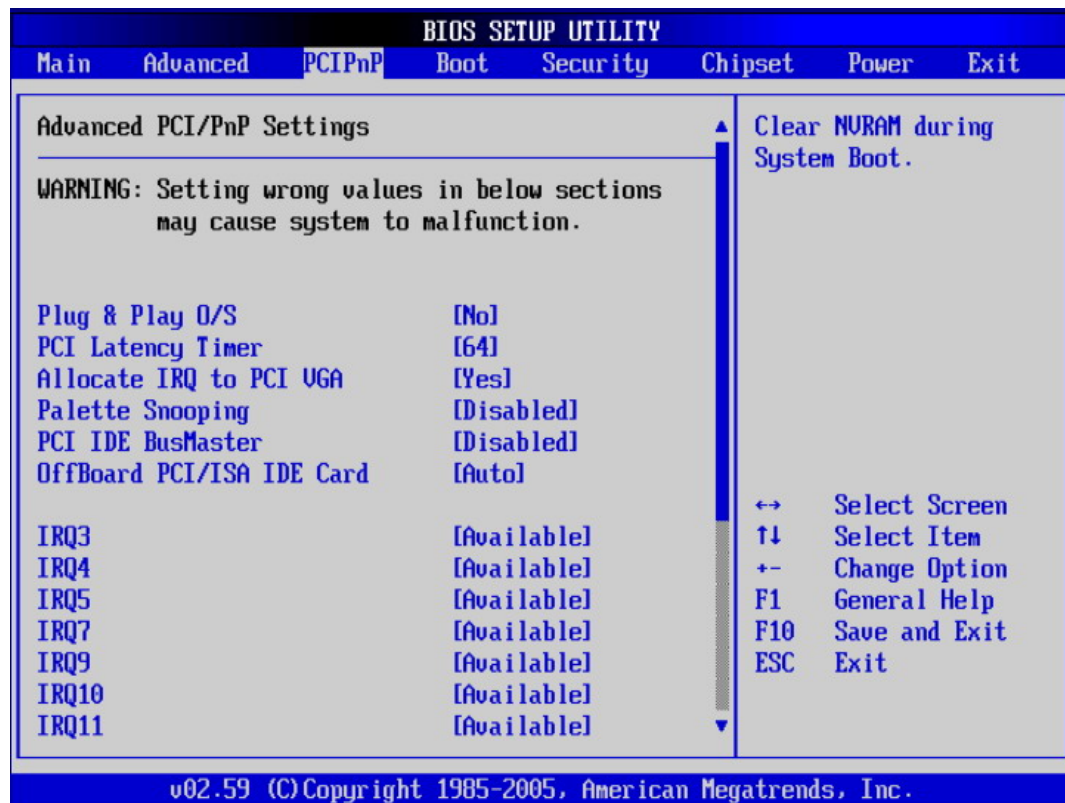 BIOS SETUP UTILITY
Main Advanced PCIPnP Boot Security Chipset Power Exit
Advanced PCI/PnP Settings
WARNING: Setting wrong values in below sections
may cause system to malfunction.
Plug & Play O/S [No]
PCI Latency Timer [64]
Allocate IRQ to PCI VGA [Yes]
Palette Snooping [Disabled]
PCI IDE BusMaster [Disabled]
OffBoard PCI/ISA IDE Card [Auto]
IRQ3 [Available]
IRQ4 [Available]
IRQ5 [Available]
IRQ7 [Available]
IRQ9 [Available]
IRQ10 [Available]
IRQ11 [Available]
Clear NVRAM during
System Boot.
←→ Select Screen
↑↓ Select Item
+- Change Option
F1 General Help
F10 Save and Exit
ESC Exit
v02.59 (C)Copyright 1985-2005, American Megatrends, Inc.